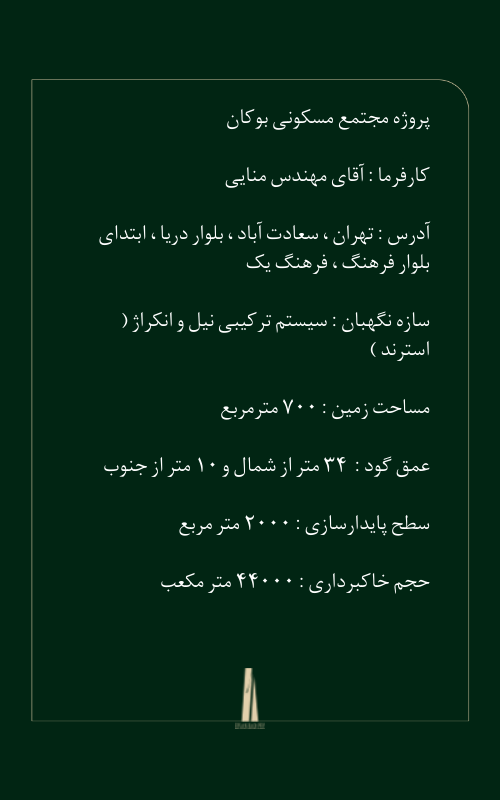 پروژه مجتمع مسکونی بوکان
کارفرما : آقای مهندس منایی
آدرس : تهران ، سعادت آباد ، بلوار دریا ، ابتدای
بلوار فرهنگ ، فرهنگ یک
سازه نگهبان : سیستم ترکیبی نیل و انکراژ (
استرند )
مساحت زمین : ۷۰۰ مترمربع
عمق گود : ۳۴ متر از شمال و ۱۰ متر از جنوب
سطح پایدارسازی : ۲۰۰۰ متر مربع
حجم خاکبرداری : ۴۴۰۰۰ متر مکعب